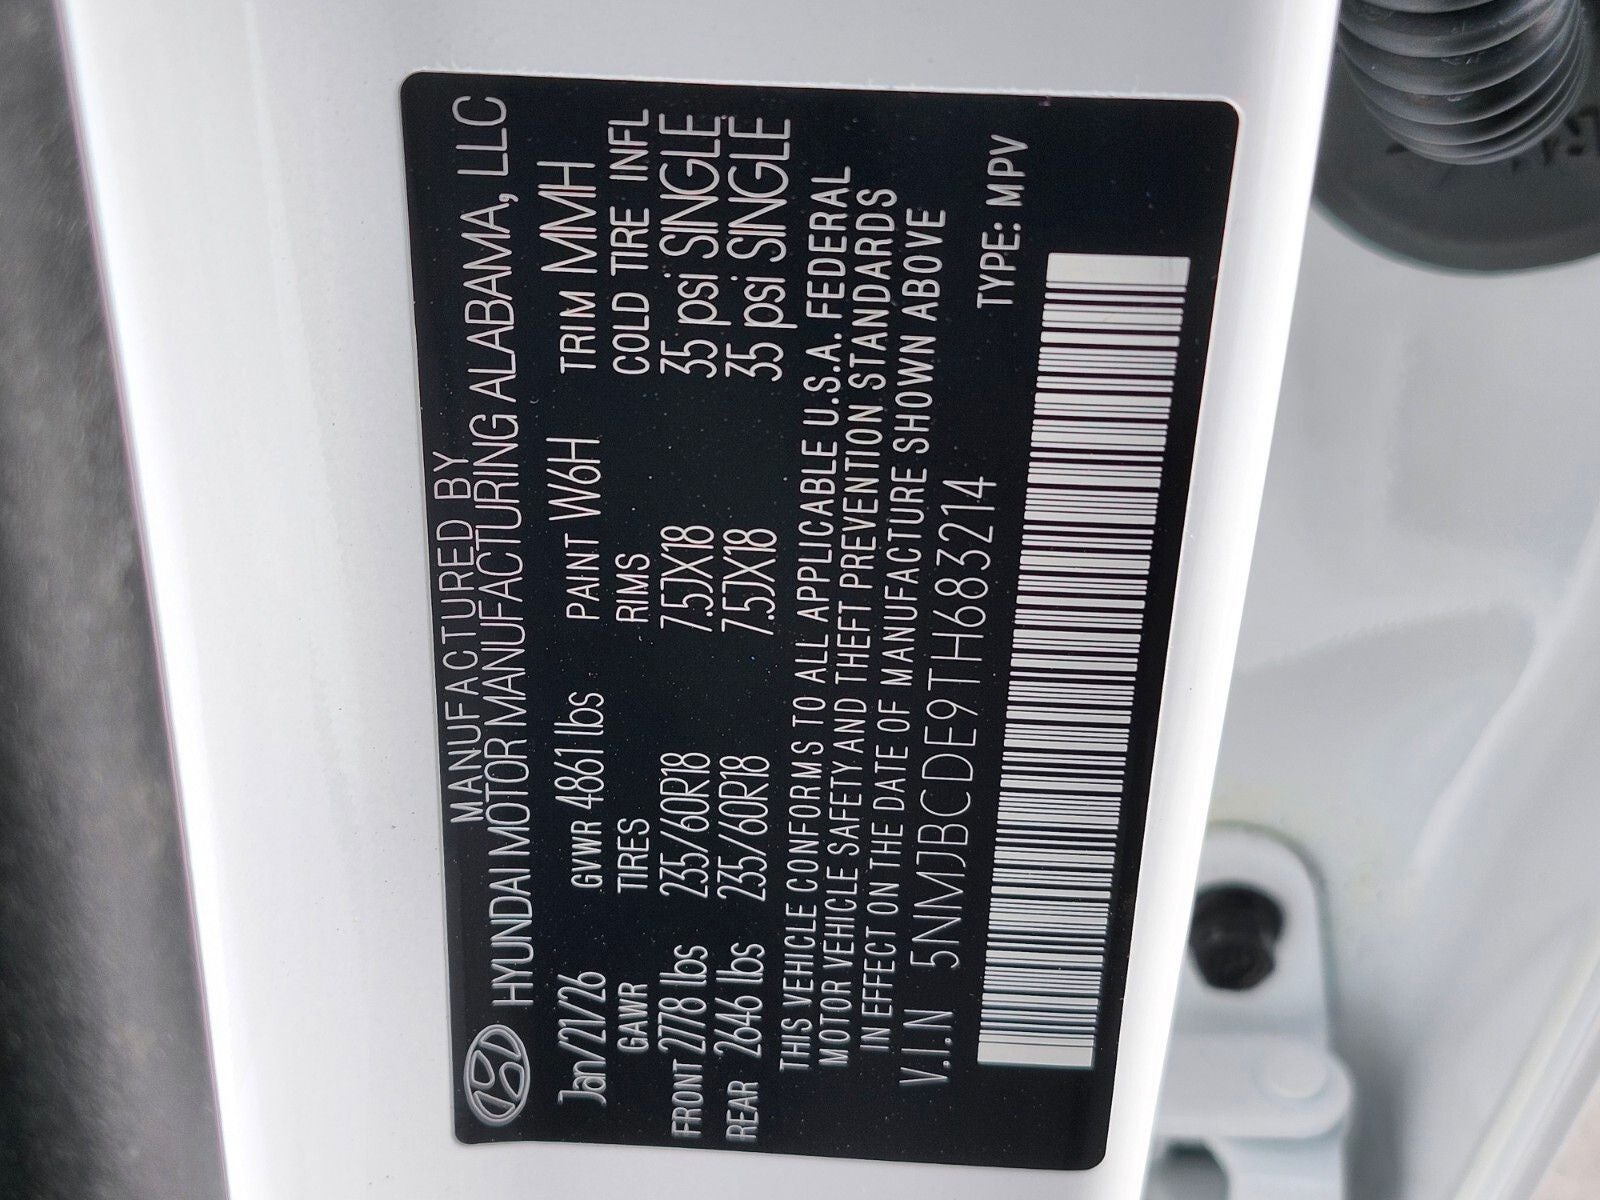 MANUFACTURED BY
HYUNDAI MOTOR MANUFACTURING ALABAMA, LLC
Jan/21/26 GVWR 4861 lbs PAINT W6H TRIM MMH
GAWR TIRES RIMS COLD TIRE INFL
FRONT 2778 lbs 235/60R18 7.5JX18 35 psi SINGLE
REAR 2646 lbs 235/60R18 7.5JX18 35 psi SINGLE
THIS VEHICLE CONFORMS TO ALL APPLICABLE U.S.A. FEDERAL
MOTOR VEHICLE SAFETY AND THEFT PREVENTION STANDARDS
IN EFFECT ON THE DATE OF MANUFACTURE SHOWN ABOVE
V.I.N 5NMJBCDE9TH683214
TYPE: MPV